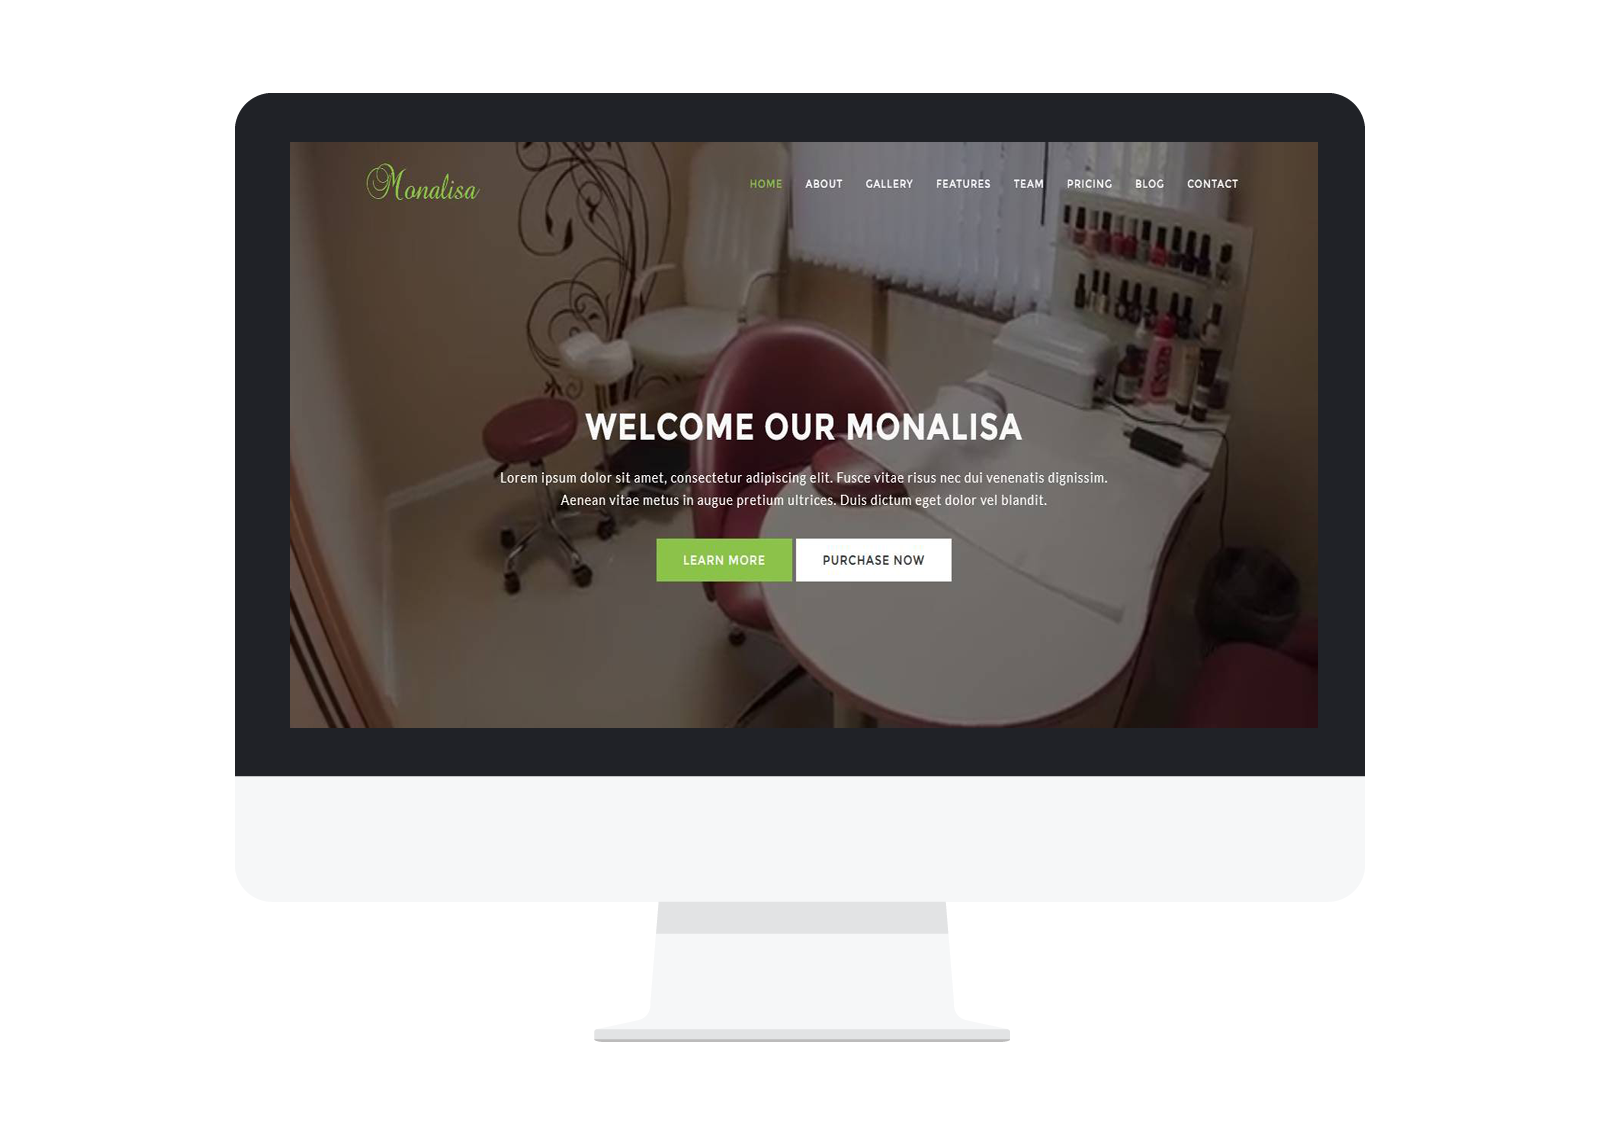 Monalisa
HOME ABOUT GALLERY FEATURES TEAM PRICING BLOG CONTACT
WELCOME OUR MONALISA
Lorem ipsum dolor sit amet, consectetur adipiscing elit. Fusce vitae risus nec dui venenatis dignissim.
Aenean vitae metus in augue pretium ultrices. Duis dictum eget dolor vel blandit.
LEARN MORE PURCHASE NOW